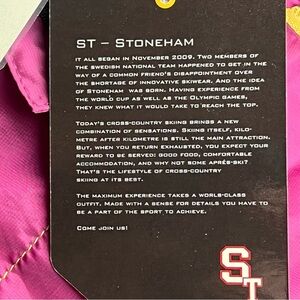 ST – STONEHAM
IT ALL BEGAN IN NOVEMBER 2009. TWO MEMBERS OF
THE SWEDISH NATIONAL TEAM HAPPENED TO GET IN THE
WAY OF A COMMON FRIEND'S DISAPPOINTMENT OVER
THE SHORTAGE OF INNOVATIVE SKIWEAR. AND THE IDEA
OF STONEHAM WAS BORN. HAVING EXPERIENCE FROM
THE WORLD CUP AS WELL AS THE OLYMPIC GAMES,
THEY KNEW WHAT IT WOULD TAKE TO REACH THE TOP.
TODAY'S CROSS-COUNTRY SKIING BRINGS A NEW
COMBINATION OF SENSATIONS. SKIING ITSELF, KILO-
METRE AFTER KILOMETRE IS STILL THE MAIN ATTRACTION.
BUT, WHEN YOU RETURN EXHAUSTED, YOU EXPECT YOUR
REWARD TO BE SERVED: GOOD FOOD, COMFORTABLE
ACCOMMODATION, AND WHY NOT SOME APRÈS-SKI?
THAT'S THE LIFESTYLE OF CROSS-COUNTRY
SKIING AT ITS BEST.
THE MAXIMUM EXPERIENCE TAKES A WORLD-CLASS
OUTFIT. MADE WITH A SENSE FOR DETAILS YOU HAVE TO
BE A PART OF THE SPORT TO ACHIEVE.
COME JOIN US!
ST